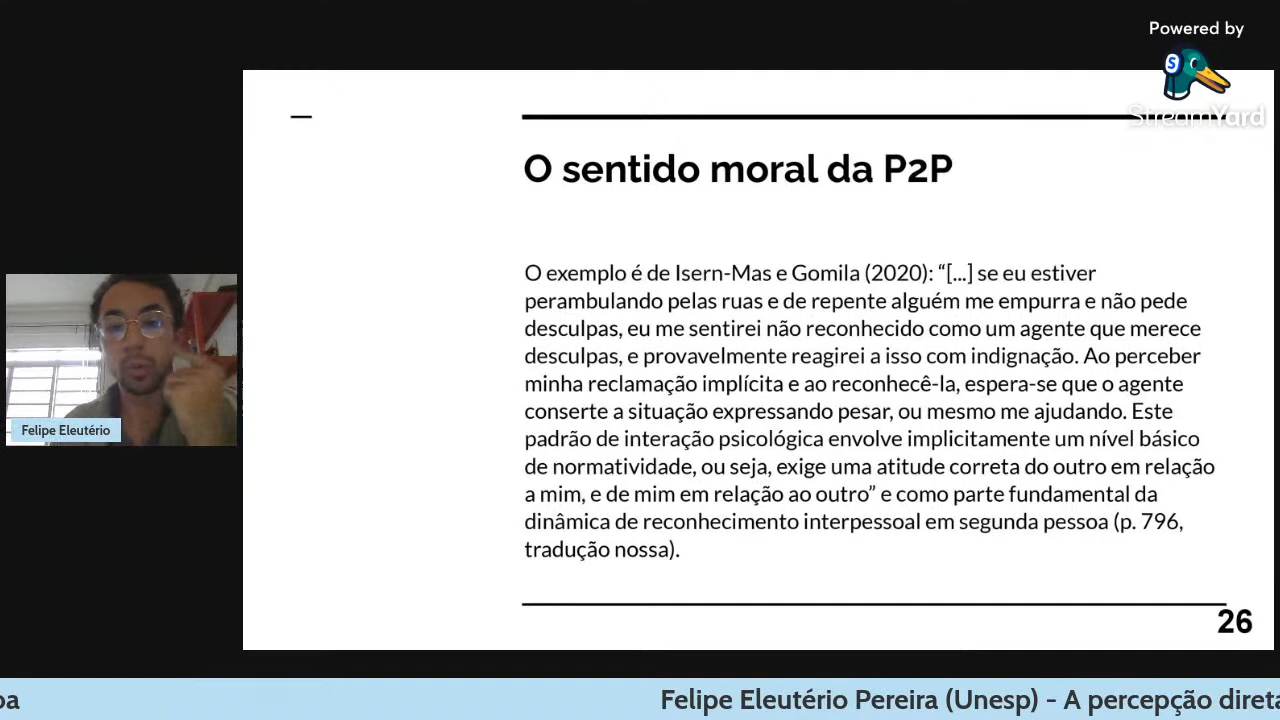 Powered by
StreamYard
O sentido moral da P2P
O exemplo é de Isern-Mas e Gomila (2020): “[...] se eu estiver
perambulando pelas ruas e de repente alguém me empurra e não pede
desculpas, eu me sentirei não reconhecido como um agente que merece
desculpas, e provavelmente reagirei a isso com indignação. Ao perceber
minha reclamação implícita e ao reconhecê-la, espera-se que o agente
conserte a situação expressando pesar, ou mesmo me ajudando. Este
padrão de interação psicológica envolve implicitamente um nível básico
de normatividade, ou seja, exige uma atitude correta do outro em relação
a mim, e de mim em relação ao outro” e como parte fundamental da
dinâmica de reconhecimento interpessoal em segunda pessoa (p. 796,
tradução nossa).
26
Felipe Eleutério
oa
Felipe Eleutério Pereira (Unesp) - A percepção direta